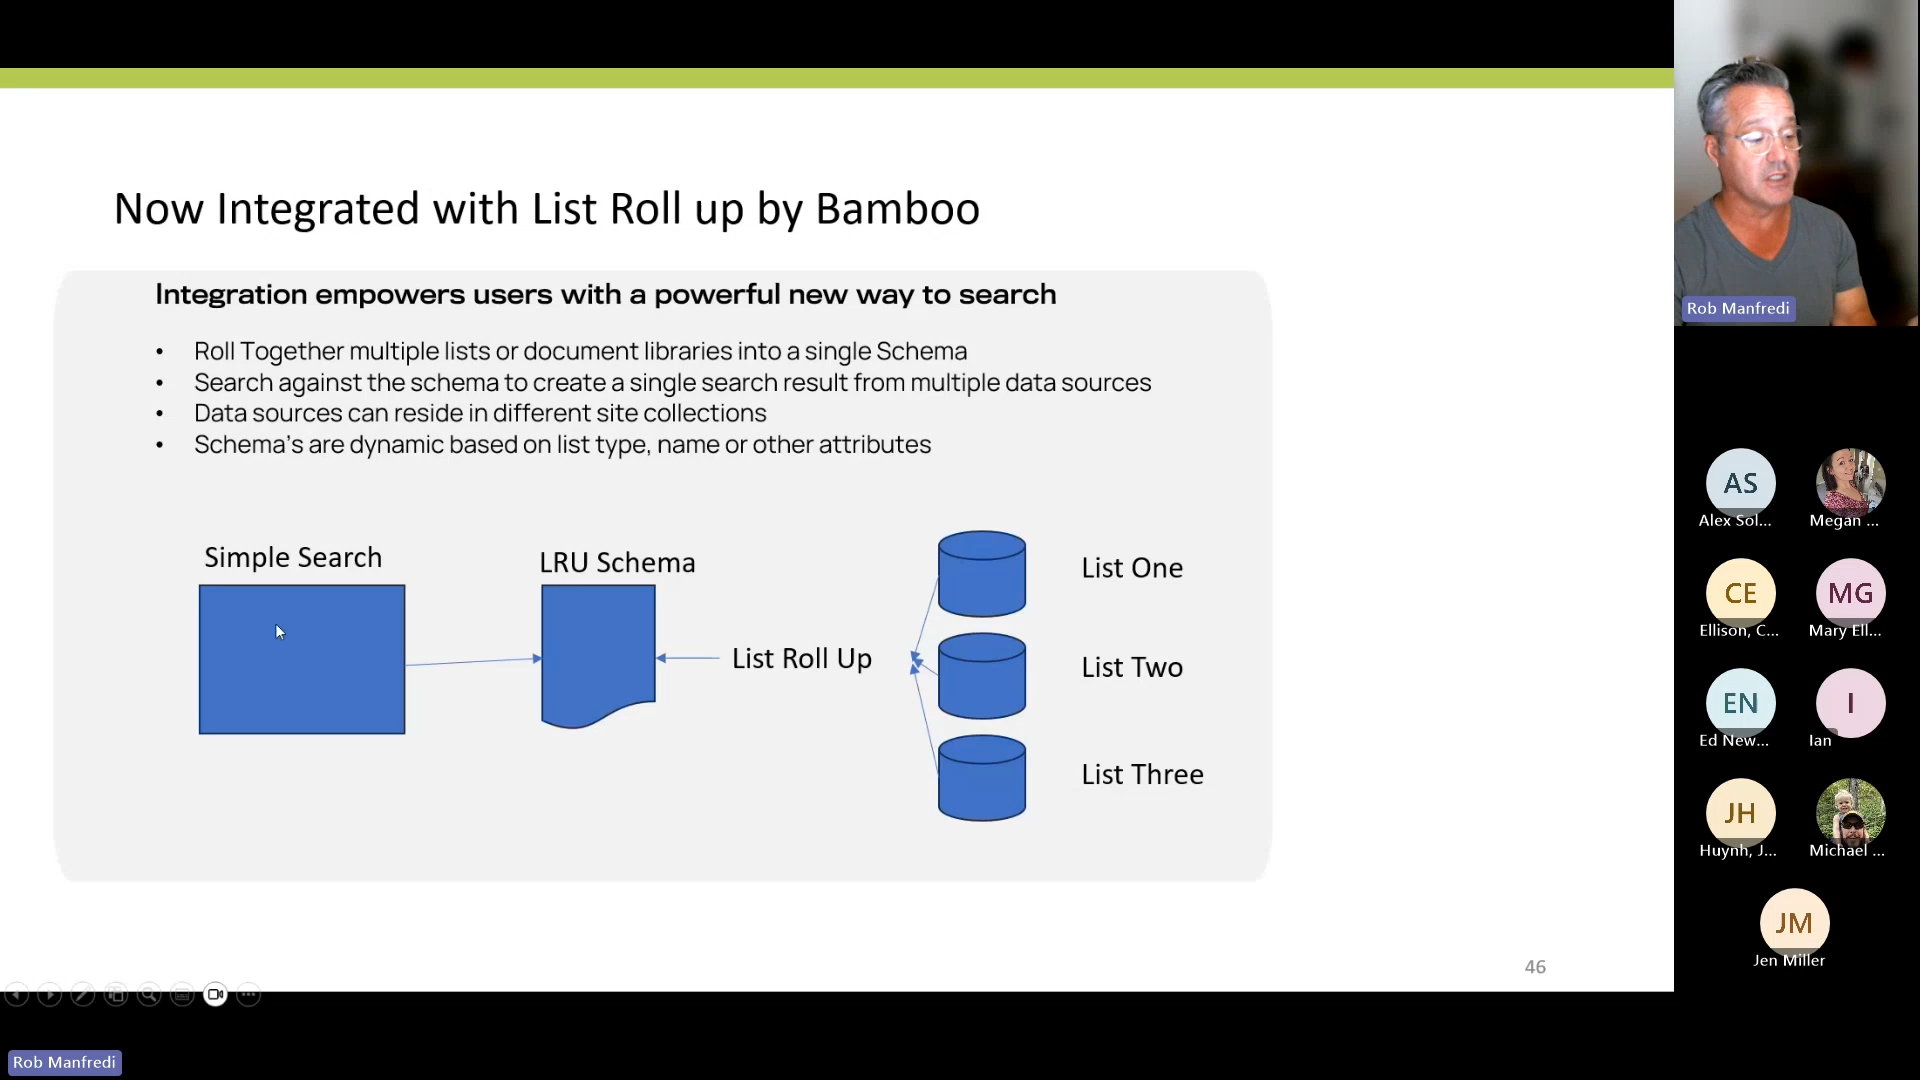 Now Integrated with List Roll up by Bamboo
Integration empowers users with a powerful new way to search
• Roll Together multiple lists or document libraries into a single Schema
• Search against the schema to create a single search result from multiple data sources
• Data sources can reside in different site collections
• Schema's are dynamic based on list type, name or other attributes
Simple Search
LRU Schema
List Roll Up
List One
List Two
List Three
46
Rob Manfredi
Rob Manfredi
AS
Alex Sol...
Megan ...
CE
Ellison, C...
MG
Mary Ell...
EN
Ed New...
I
Ian
JH
Huynh, J...
Michael ...
JM
Jen Miller